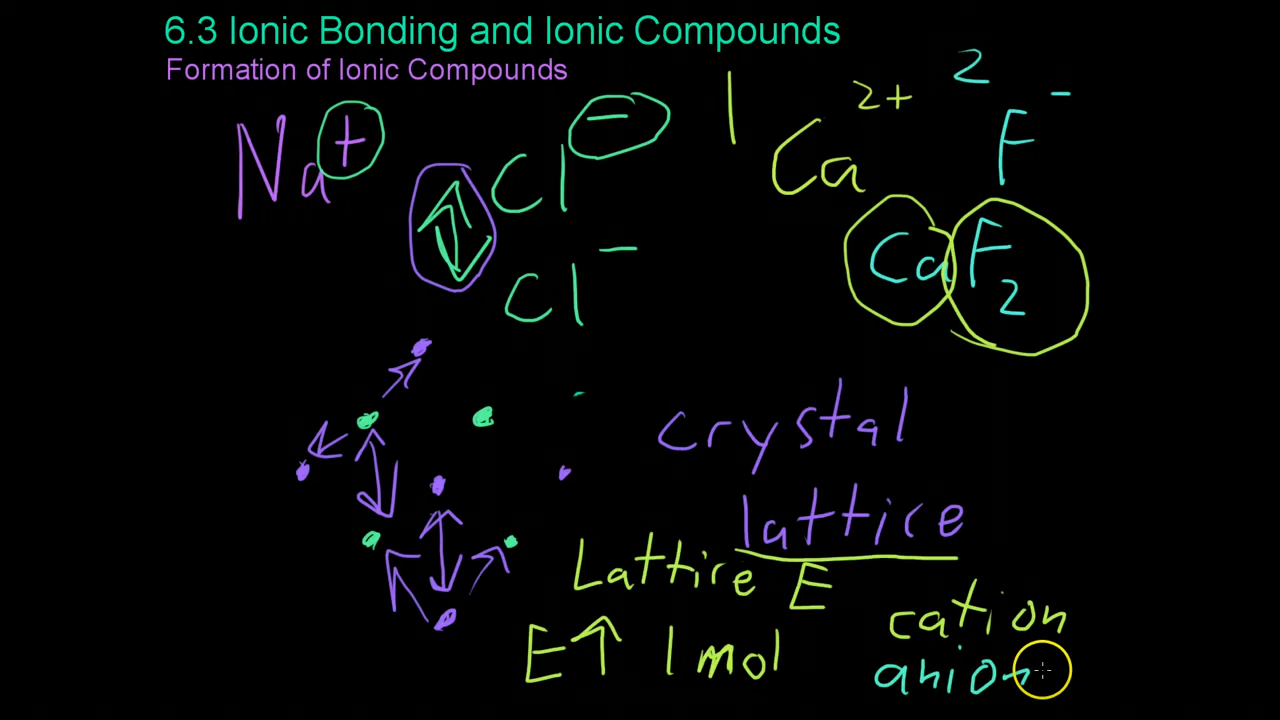 6.3 Ionic Bonding and Ionic Compounds
Formation of Ionic Compounds
Na+ Cl−
Cl−
1 Ca2+ 2 F−
CaF2
crystal
lattice
Lattice E
E↑ 1 mol
cation
anion